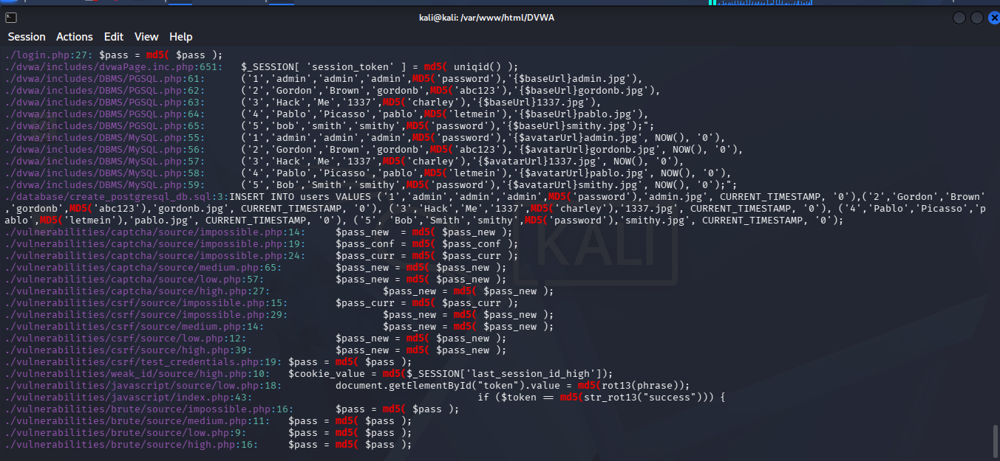 kali@kali: /var/www/html/DVWA
Session Actions Edit View Help
./login.php:27: $pass = md5( $pass );
./dvwa/includes/dvwaPage.inc.php:651:   $_SESSION[ 'session_token' ] = md5( uniqid() );
./dvwa/includes/DBMS/PGSQL.php:61:      ('1','admin','admin','admin',MD5('password'),'{$baseUrl}admin.jpg'),
./dvwa/includes/DBMS/PGSQL.php:62:      ('2','Gordon','Brown','gordonb',MD5('abc123'),'{$baseUrl}gordonb.jpg'),
./dvwa/includes/DBMS/PGSQL.php:63:      ('3','Hack','Me','1337',MD5('charley'),'{$baseUrl}1337.jpg'),
./dvwa/includes/DBMS/PGSQL.php:64:      ('4','Pablo','Picasso','pablo',MD5('letmein'),'{$baseUrl}pablo.jpg'),
./dvwa/includes/DBMS/PGSQL.php:65:      ('5','bob','smith','smithy',MD5('password'),'{$baseUrl}smithy.jpg');";
./dvwa/includes/DBMS/MySQL.php:55:      ('1','admin','admin','admin',MD5('password'),'{$avatarUrl}admin.jpg', NOW(), '0'),
./dvwa/includes/DBMS/MySQL.php:56:      ('2','Gordon','Brown','gordonb',MD5('abc123'),'{$avatarUrl}gordonb.jpg', NOW(), '0'),
./dvwa/includes/DBMS/MySQL.php:57:      ('3','Hack','Me','1337',MD5('charley'),'{$avatarUrl}1337.jpg', NOW(), '0'),
./dvwa/includes/DBMS/MySQL.php:58:      ('4','Pablo','Picasso','pablo',MD5('letmein'),'{$avatarUrl}pablo.jpg', NOW(), '0'),
./dvwa/includes/DBMS/MySQL.php:59:      ('5','Bob','Smith','smithy',MD5('password'),'{$avatarUrl}smithy.jpg', NOW(), '0');";
./database/create_postgresql_db.sql:3:INSERT INTO users VALUES ('1','admin','admin','admin',MD5('password'),'admin.jpg', CURRENT_TIMESTAMP, '0'),('2','Gordon','Brown'
,'gordonb',MD5('abc123'),'gordonb.jpg', CURRENT_TIMESTAMP, '0'), ('3','Hack','Me','1337',MD5('charley'),'1337.jpg', CURRENT_TIMESTAMP, '0'), ('4','Pablo','Picasso','p
ablo',MD5('letmein'),'pablo.jpg', CURRENT_TIMESTAMP, '0'), ('5', 'Bob','Smith','smithy',MD5('password'),'smithy.jpg', CURRENT_TIMESTAMP, '0');
./vulnerabilities/captcha/source/impossible.php:14:     $pass_new  = md5( $pass_new );
./vulnerabilities/captcha/source/impossible.php:19:     $pass_conf = md5( $pass_conf );
./vulnerabilities/captcha/source/impossible.php:24:     $pass_curr = md5( $pass_curr );
./vulnerabilities/captcha/source/medium.php:65:         $pass_new = md5( $pass_new );
./vulnerabilities/captcha/source/low.php:57:            $pass_new = md5( $pass_new );
./vulnerabilities/captcha/source/high.php:27:                   $pass_new = md5( $pass_new );
./vulnerabilities/csrf/source/impossible.php:15:        $pass_curr = md5( $pass_curr );
./vulnerabilities/csrf/source/impossible.php:29:                $pass_new = md5( $pass_new );
./vulnerabilities/csrf/source/medium.php:14:                    $pass_new = md5( $pass_new );
./vulnerabilities/csrf/source/low.php:12:               $pass_new = md5( $pass_new );
./vulnerabilities/csrf/source/high.php:39:              $pass_new = md5( $pass_new );
./vulnerabilities/csrf/test_credentials.php:19: $pass = md5( $pass );
./vulnerabilities/weak_id/source/high.php:10:   $cookie_value = md5($_SESSION['last_session_id_high']);
./vulnerabilities/javascript/source/low.php:18:         document.getElementById("token").value = md5(rot13(phrase));
./vulnerabilities/javascript/index.php:43:                                      if ($token == md5(str_rot13("success"))) {
./vulnerabilities/brute/source/impossible.php:16:       $pass = md5( $pass );
./vulnerabilities/brute/source/medium.php:11:   $pass = md5( $pass );
./vulnerabilities/brute/source/low.php:9:       $pass = md5( $pass );
./vulnerabilities/brute/source/high.php:16:     $pass = md5( $pass );
KALI